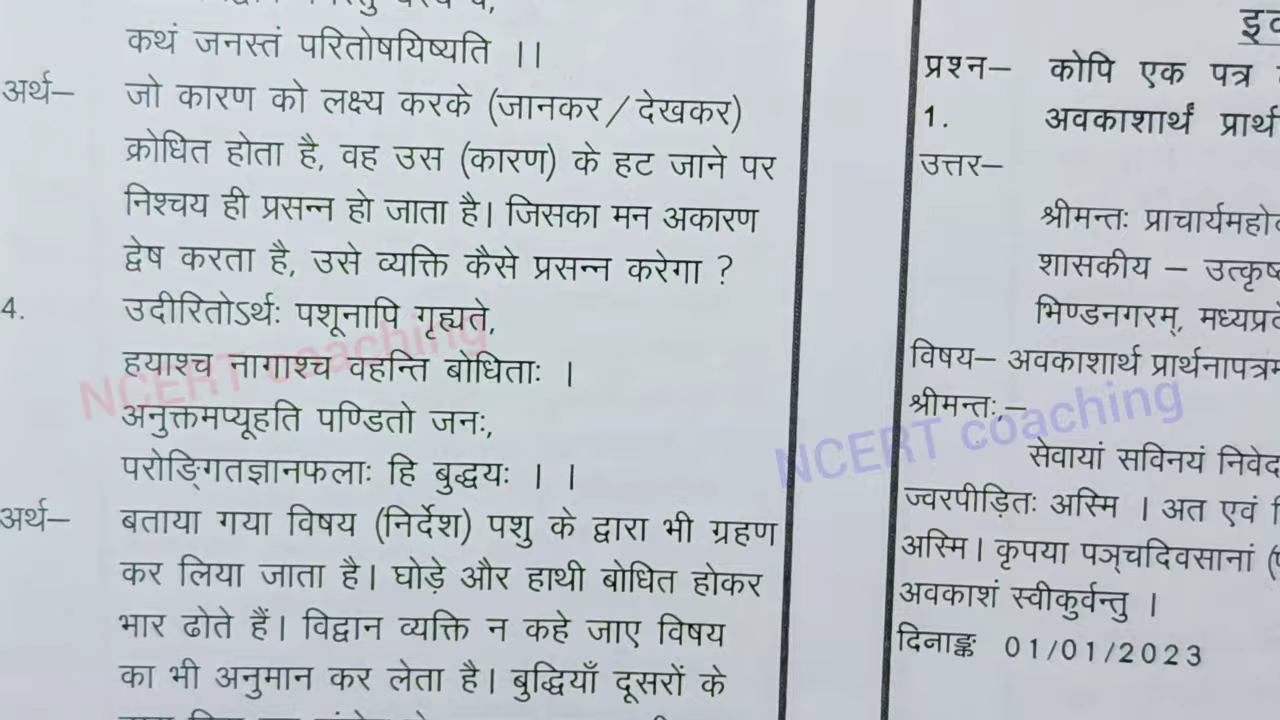 कथं जनस्तं परितोषयिष्यति ।।
अर्थ– जो कारण को लक्ष्य करके (जानकर / देखकर)
क्रोधित होता है, वह उस (कारण) के हट जाने पर
निश्चय ही प्रसन्न हो जाता है। जिसका मन अकारण
द्वेष करता है, उसे व्यक्ति कैसे प्रसन्न करेगा ?
4. उदीरितोऽर्थः पशूनापि गृह्यते,
हयाश्च नागाश्च वहन्ति बोधिताः ।
अनुक्तमप्यूहति पण्डितो जनः,
परोङ्गितज्ञानफलाः हि बुद्धयः । ।
अर्थ– बताया गया विषय (निर्देश) पशु के द्वारा भी ग्रहण
कर लिया जाता है। घोड़े और हाथी बोधित होकर
भार ढोते हैं। विद्वान व्यक्ति न कहे जाए विषय
का भी अनुमान कर लेता है। बुद्धियाँ दूसरों के
प्रश्न– कोपि एक पत्र
1. अवकाशार्थं प्रार्थ
उत्तर–
श्रीमन्तः प्राचार्यमहो
शासकीय – उत्कृष्
भिण्डनगरम्, मध्यप्र
विषय– अवकाशार्थ प्रार्थनापत्रम
श्रीमन्तः,–
सेवायां सविनयं निवेद
ज्वरपीड़ितः अस्मि । अत एवं
अस्मि। कृपया पञ्चदिवसानां
अवकाशं स्वीकुर्वन्तु ।
दिनाङ्क 01/01/2023
NCERT coaching
NCERT coaching